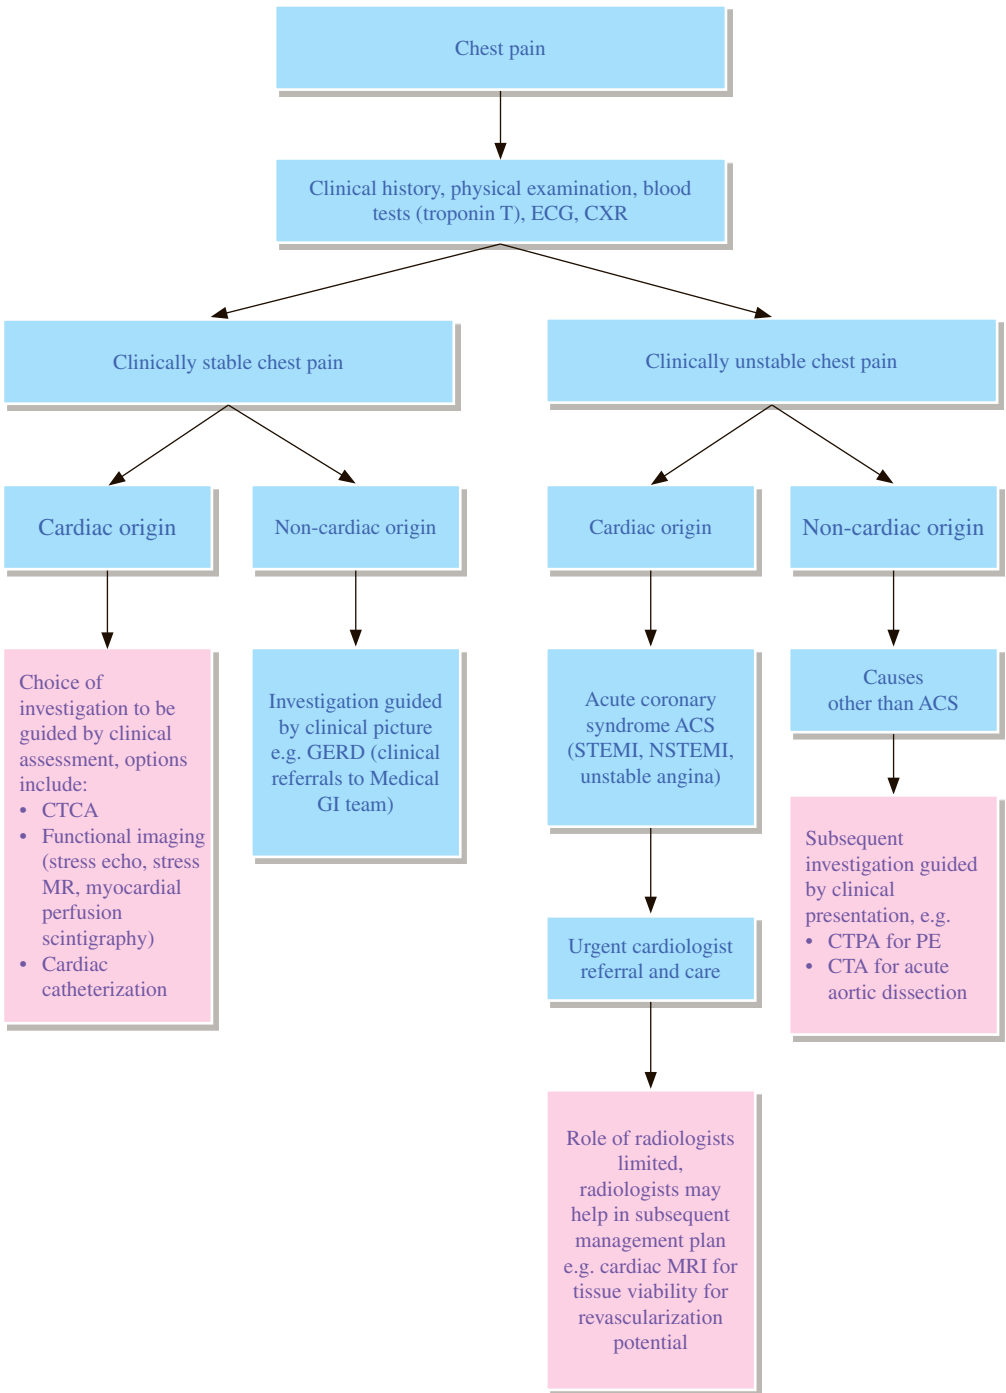 Chest pain
Clinical history, physical examination, blood
tests (troponin T), ECG, CXR
Clinically stable chest pain
Clinically unstable chest pain
Cardiac origin
Non-cardiac origin
Cardiac origin
Non-cardiac origin
Choice of
investigation to be
guided by clinical
assessment, options
include:
• CTCA
• Functional imaging
(stress echo, stress
MR, myocardial
perfusion
scintigraphy)
• Cardiac
catheterization
Investigation guided
by clinical picture
e.g. GERD (clinical
referrals to Medical
GI team)
Acute coronary
syndrome ACS
(STEMI, NSTEMI,
unstable angina)
Causes
other than ACS
Urgent cardiologist
referral and care
Subsequent
investigation guided
by clinical
presentation, e.g.
• CTPA for PE
• CTA for acute
aortic dissection
Role of radiologists
limited,
radiologists may
help in subsequent
management plan
e.g. cardiac MRI for
tissue viability for
revascularization
potential